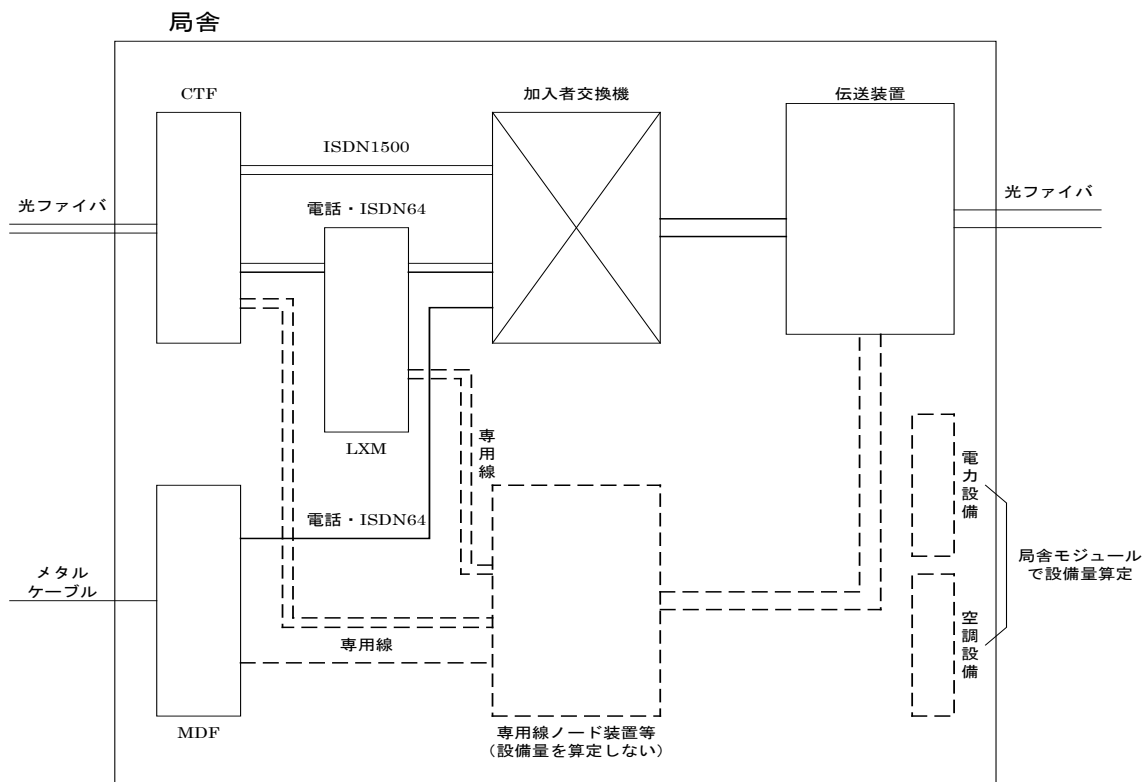 局舎
CTF
加入者交換機
伝送装置
ISDN1500
光ファイバ
電話・ISDN64
光ファイバ
LXM
専用線
電力設備
電話・ISDN64
メタル
ケーブル
局舎モジュール
で設備量算定
専用線
空調設備
MDF
専用線ノード装置等
(設備量を算定しない)